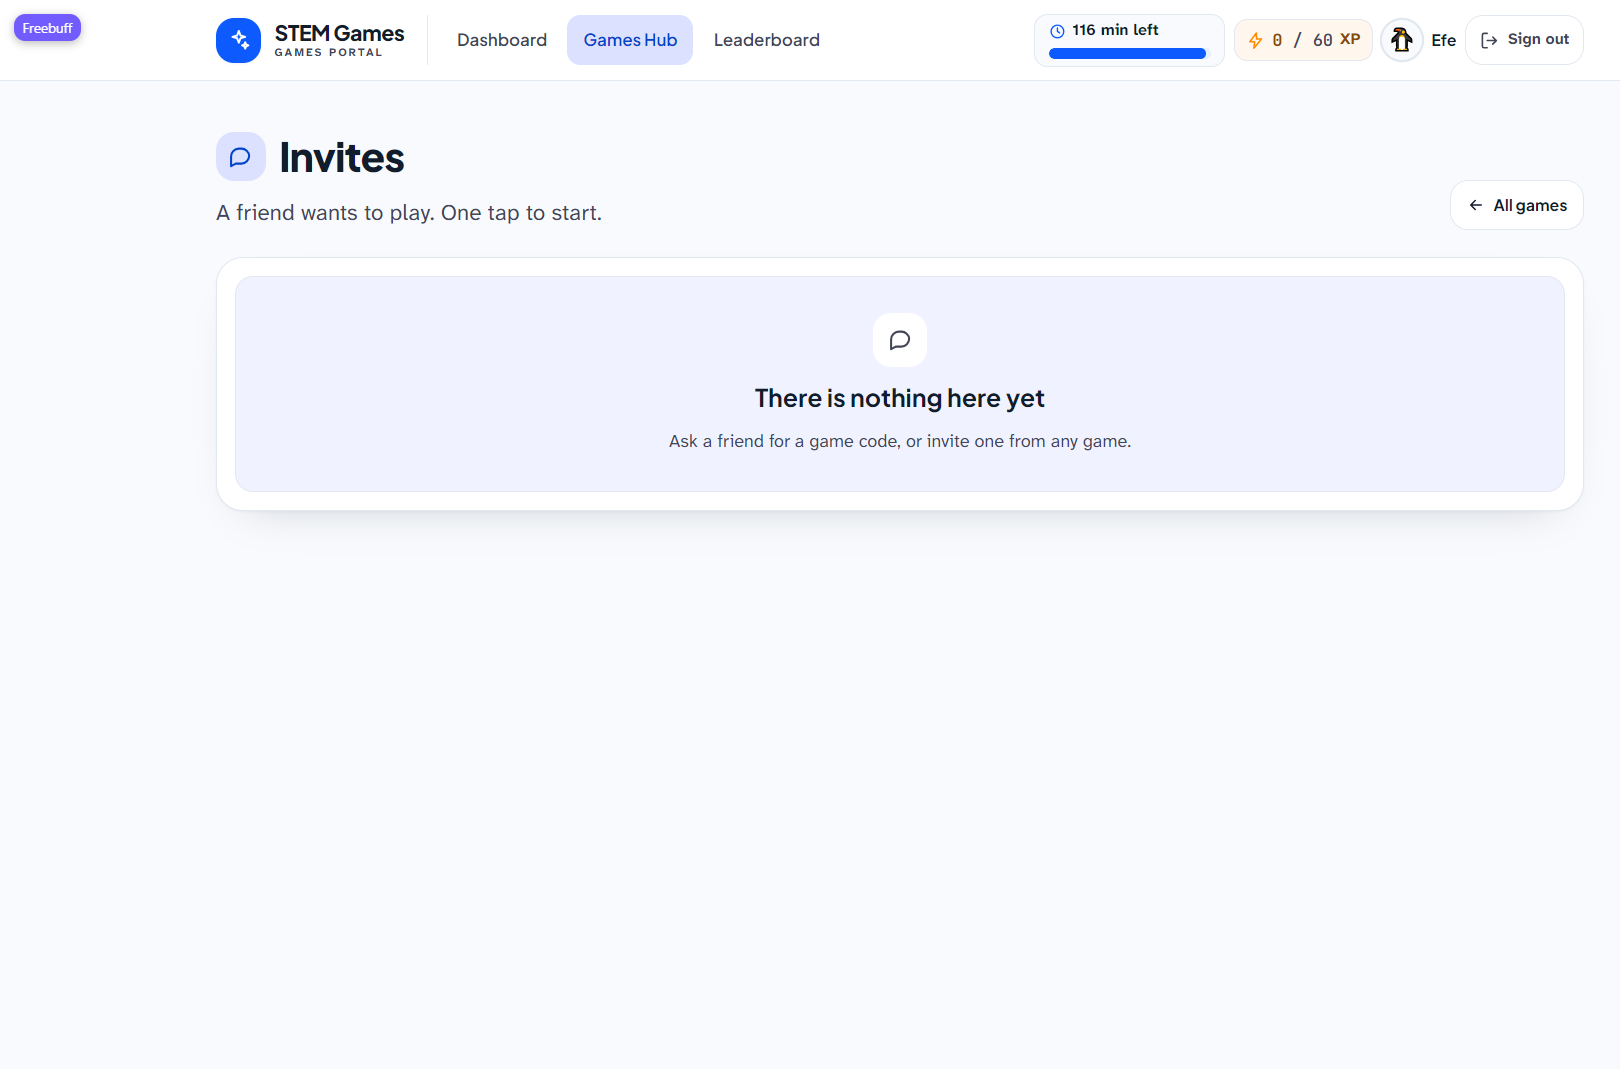 Freebuff
STEM Games
GAMES PORTAL
Dashboard
Games Hub
Leaderboard
116 min left
0 / 60 XP
Efe
Sign out
Invites
A friend wants to play. One tap to start.
All games
There is nothing here yet
Ask a friend for a game code, or invite one from any game.